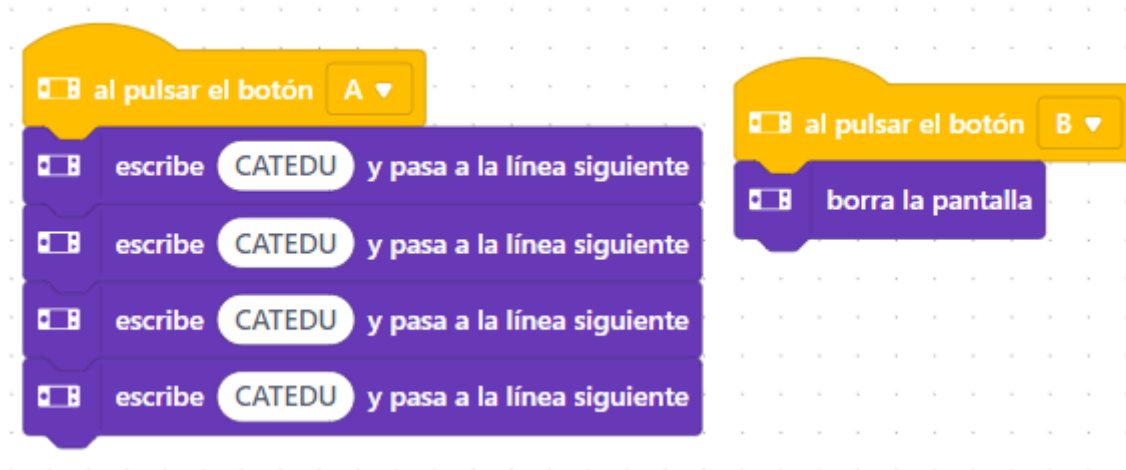 al pulsar el botón A
escribe CATEDU y pasa a la línea siguiente
escribe CATEDU y pasa a la línea siguiente
escribe CATEDU y pasa a la línea siguiente
escribe CATEDU y pasa a la línea siguiente
al pulsar el botón B
borra la pantalla